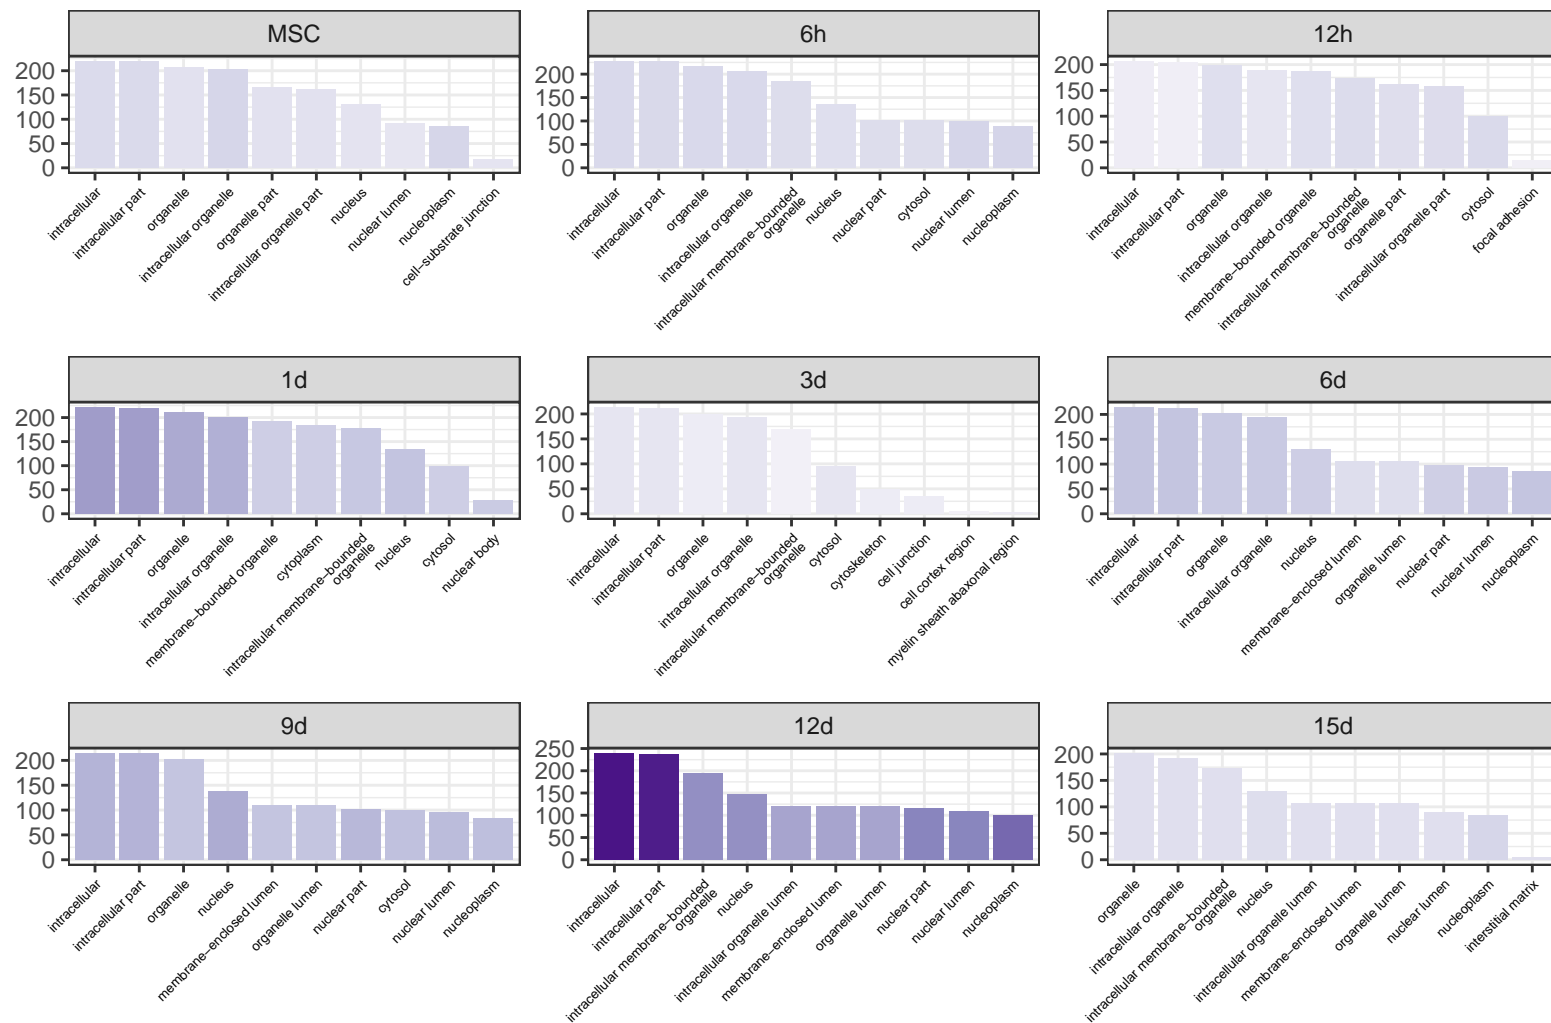 MSC
6h
12h
200
150
100
50
0
200
150
100
50
0
200
150
100
50
0
intracellular
intracellular part
organelle
intracellular organelle
organelle part
intracellular organelle part
nucleus
nuclear lumen
nucleoplasm
cell−substrate junction
intracellular
intracellular part
organelle
intracellular organelle
intracellular membrane−bounded
organelle
nucleus
nuclear part
cytosol
nuclear lumen
nucleoplasm
intracellular
intracellular part
organelle
intracellular organelle
membrane−bounded organelle
intracellular membrane−bounded
organelle
organelle part
intracellular organelle part
cytosol
focal adhesion
1d
3d
6d
200
150
100
50
0
200
150
100
50
0
200
150
100
50
0
intracellular
intracellular part
organelle
intracellular organelle
membrane−bounded organelle
cytoplasm
intracellular membrane−bounded
organelle
nucleus
cytosol
nuclear body
intracellular
intracellular part
organelle
intracellular organelle
intracellular membrane−bounded
organelle
cytosol
cytoskeleton
cell junction
cell cortex region
myelin sheath abaxonal region
intracellular
intracellular part
organelle
intracellular organelle
nucleus
membrane−enclosed lumen
organelle lumen
nuclear part
nuclear lumen
nucleoplasm
9d
12d
15d
200
150
100
50
0
250
200
150
100
50
0
200
150
100
50
0
intracellular
intracellular part
organelle
nucleus
membrane−enclosed lumen
organelle lumen
nuclear part
cytosol
nuclear lumen
nucleoplasm
intracellular
intracellular part
intracellular membrane−bounded
organelle
nucleus
intracellular organelle lumen
membrane−enclosed lumen
organelle lumen
nuclear part
nuclear lumen
nucleoplasm
organelle
intracellular organelle
intracellular membrane−bounded
organelle
nucleus
intracellular organelle lumen
membrane−enclosed lumen
organelle lumen
nuclear lumen
nucleoplasm
interstitial matrix